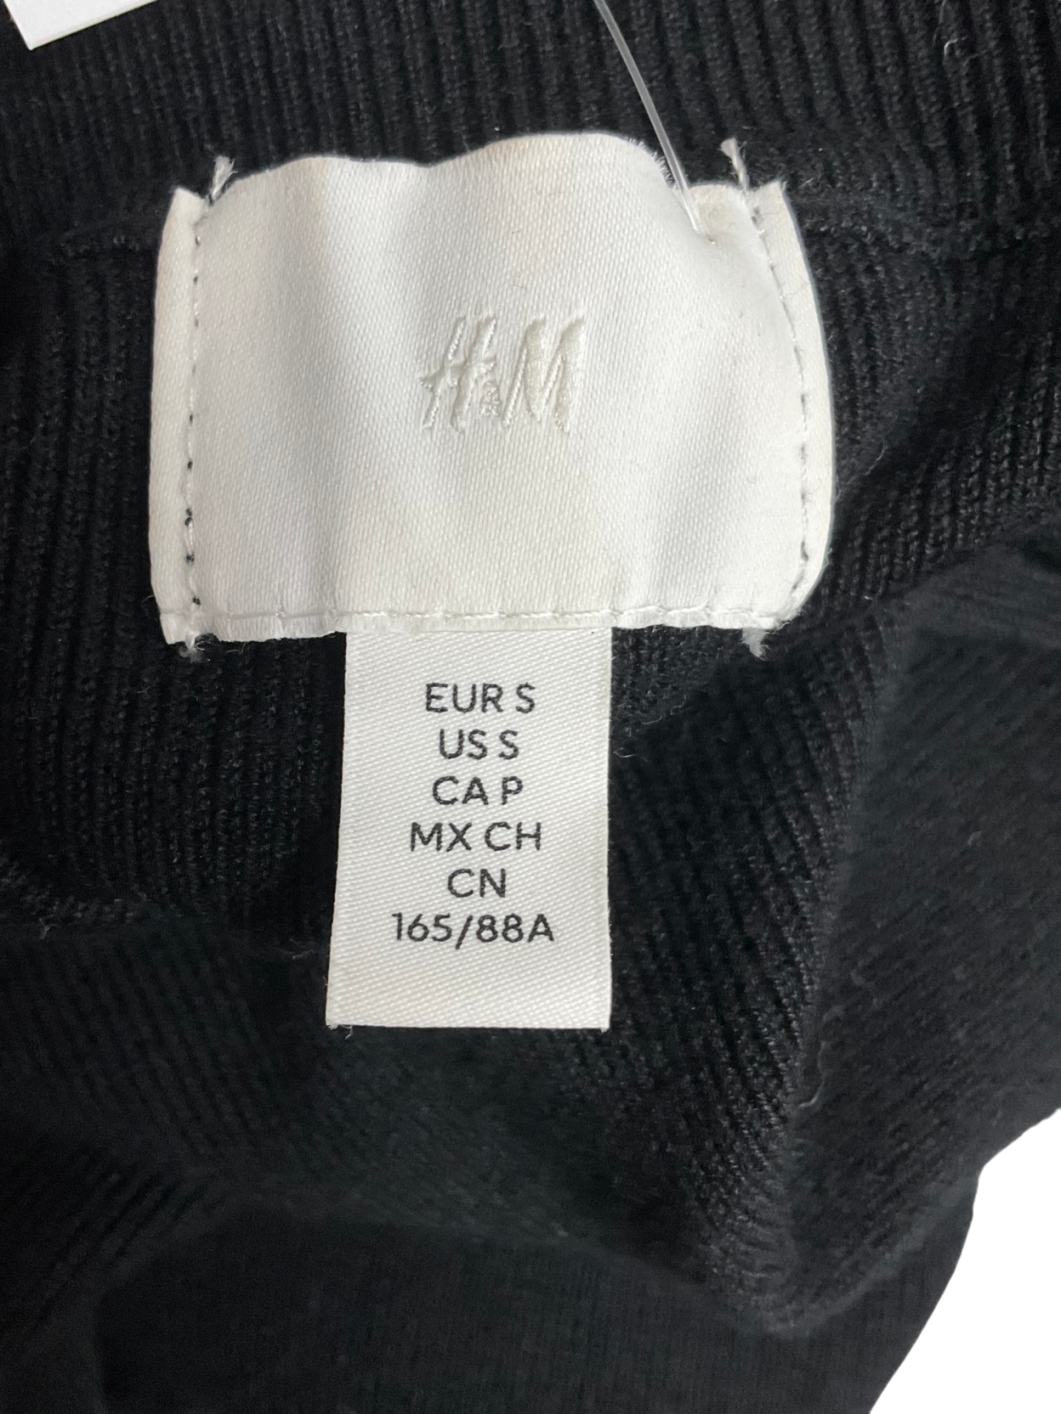 H&M
EUR S
US S
CA P
MX CH
CN
165/88A